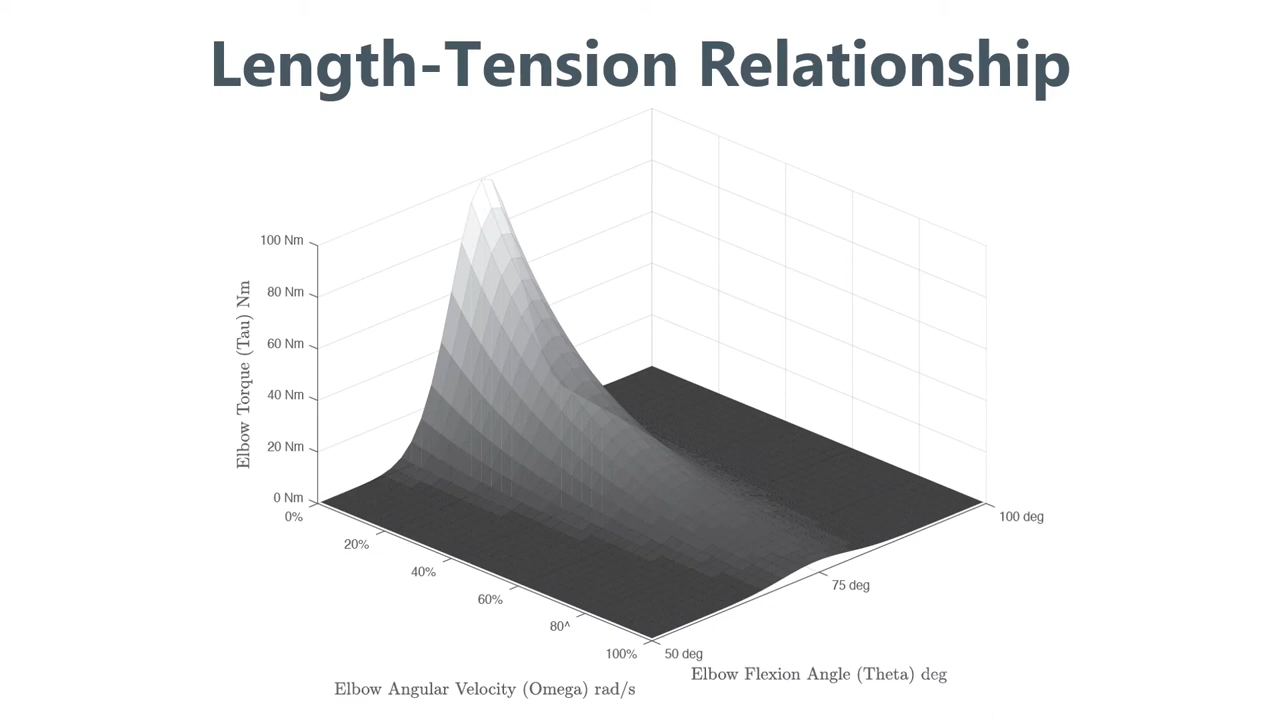 Length-Tension Relationship
100 Nm
80 Nm
60 Nm
40 Nm
20 Nm
0 Nm
Elbow Torque (Tau) Nm
0%
20%
40%
60%
80^
100%
Elbow Angular Velocity (Omega) rad/s
50 deg
75 deg
100 deg
Elbow Flexion Angle (Theta) deg